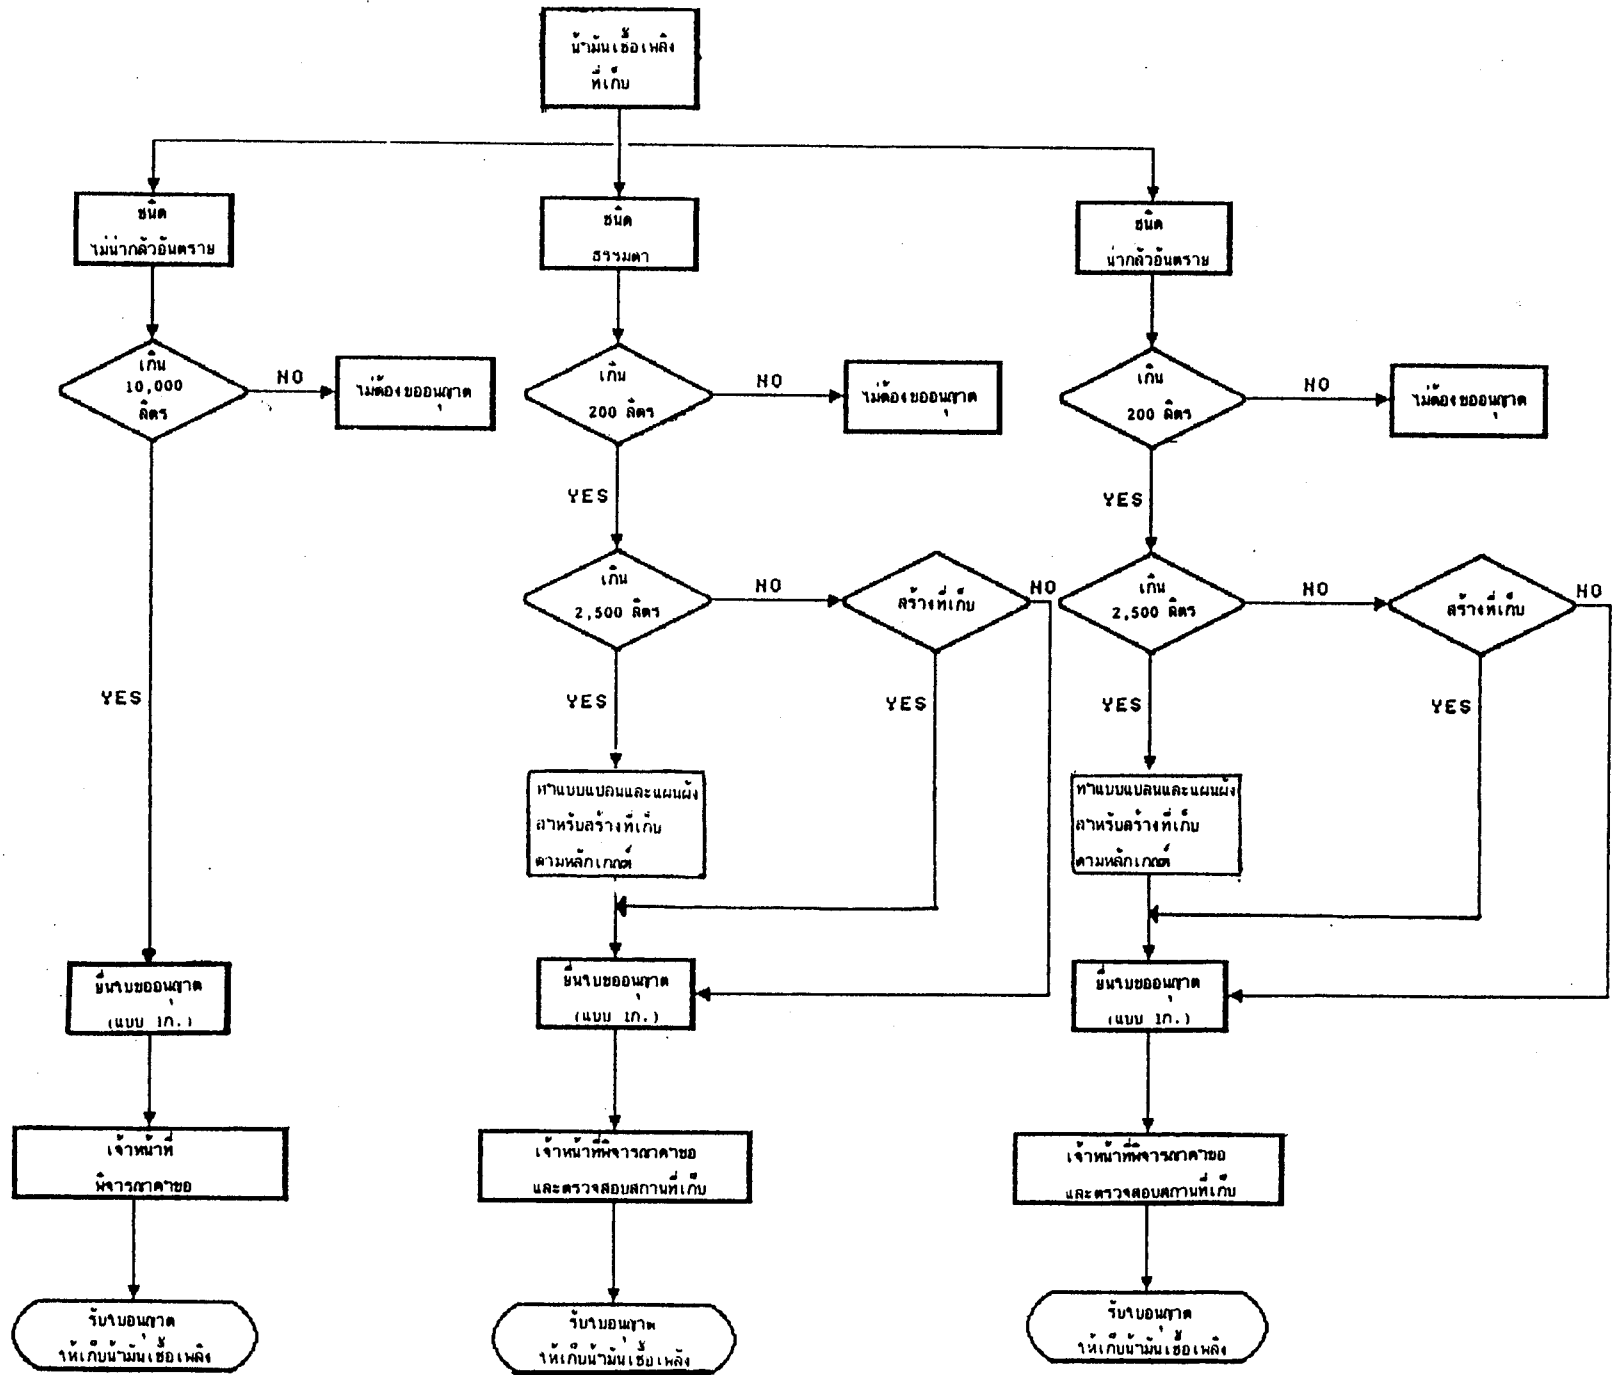 น้ำมันเชื้อเพลิง
ที่เก็บ
ชนิด
ไม่น่ากลัวอันตราย
ชนิด
ธรรมดา
ชนิด
น่ากลัวอันตราย
เกิน
10,000
ลิตร
NO
ไม่ต้องขออนุญาต
เกิน
200 ลิตร
NO
ไม่ต้องขออนุญาต
เกิน
200 ลิตร
NO
ไม่ต้องขออนุญาต
YES
YES
เกิน
2,500 ลิตร
NO
สร้างที่เก็บ
NO
เกิน
2,500 ลิตร
NO
สร้างที่เก็บ
NO
YES
YES
YES
YES
YES
ทำแบบแปลนและแผนผัง
สำหรับสร้างที่เก็บ
ตามหลักเกณฑ์
ทำแบบแปลนและแผนผัง
สำหรับสร้างที่เก็บ
ตามหลักเกณฑ์
ยื่นใบขออนุญาต
(แบบ 1ก.)
ยื่นใบขออนุญาต
(แบบ 1ก.)
ยื่นใบขออนุญาต
(แบบ 1ก.)
เจ้าหน้าที่
พิจารณาคำขอ
เจ้าหน้าที่พิจารณาคำขอ
และตรวจสอบสถานที่เก็บ
เจ้าหน้าที่พิจารณาคำขอ
และตรวจสอบสถานที่เก็บ
รับใบอนุญาต
ให้เก็บน้ำมันเชื้อเพลิง
รับใบอนุญาต
ให้เก็บน้ำมันเชื้อเพลิง
รับใบอนุญาต
ให้เก็บน้ำมันเชื้อเพลิง